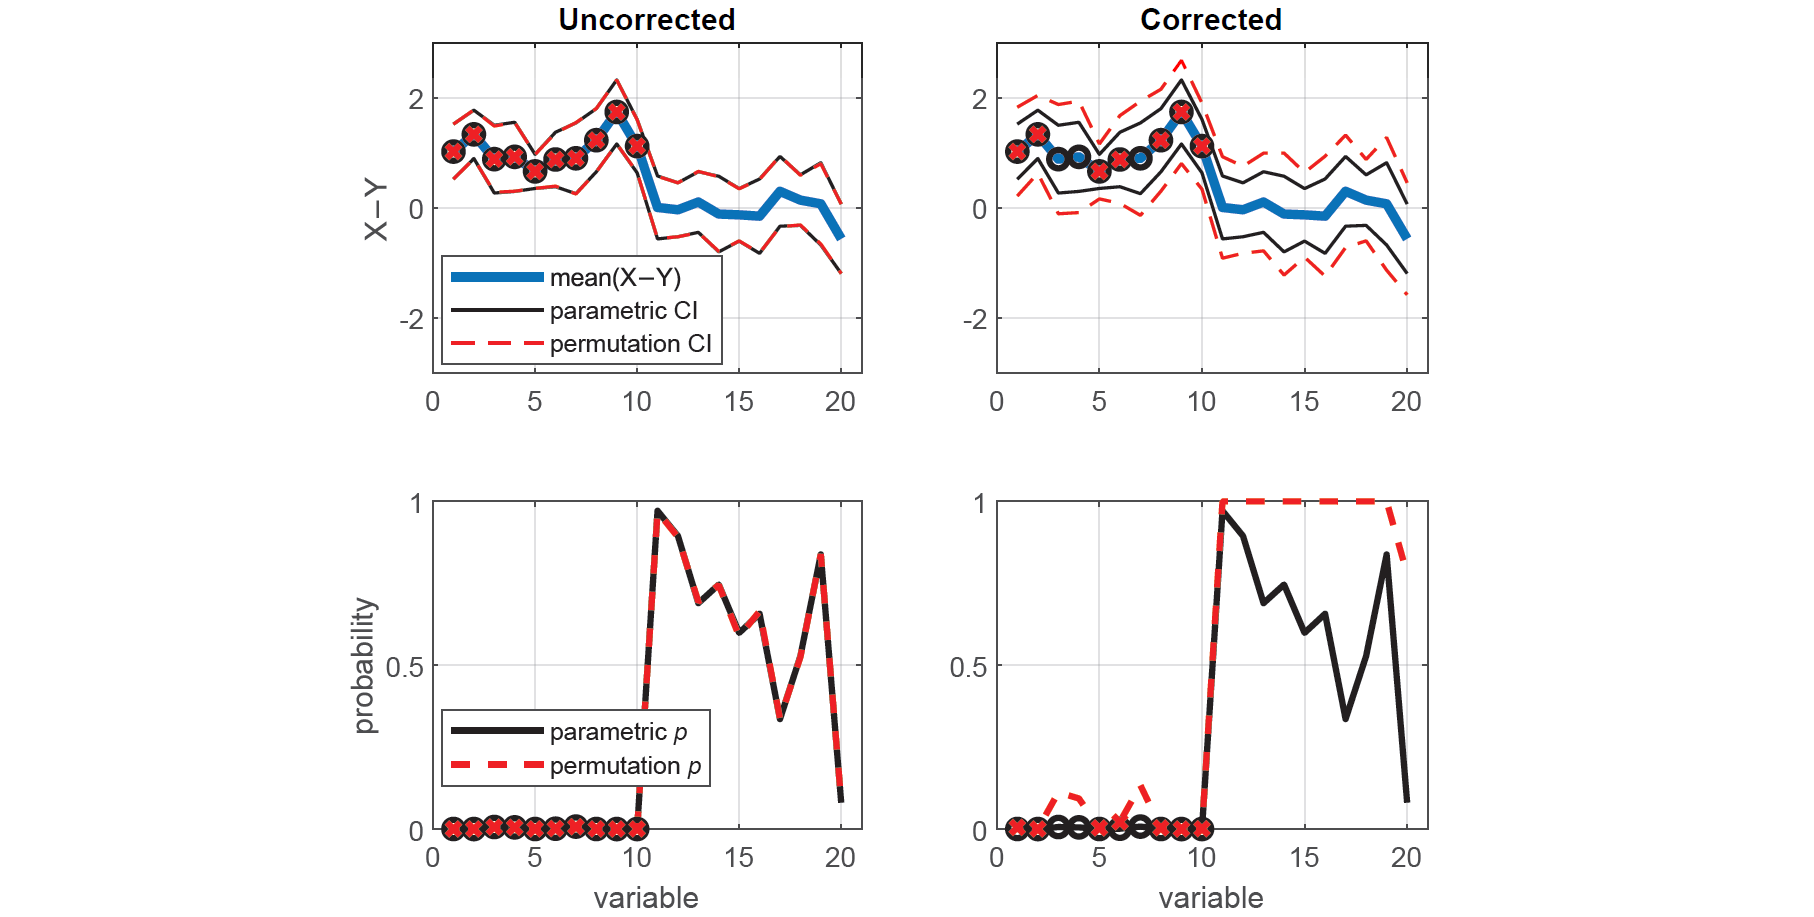 Uncorrected
Corrected
2
0
-2
X−Y
mean(X−Y)
parametric CI
permutation CI
0 5 10 15 20
2
0
-2
0 5 10 15 20
1
0.5
0
probability
parametric p
permutation p
0 5 10 15 20
variable
1
0.5
0
0 5 10 15 20
variable